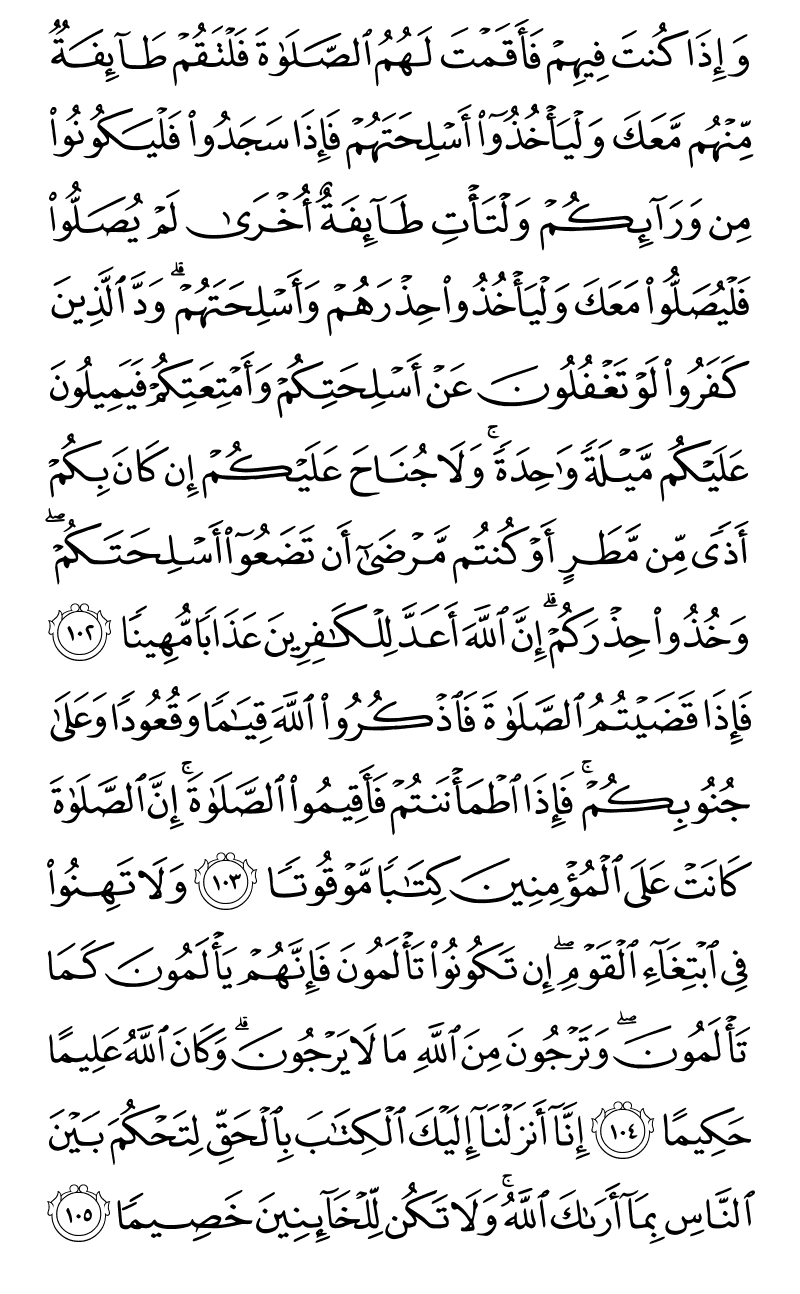 وَإِذَا كُنتَ فِيهِمْ فَأَقَمْتَ لَهُمُ ٱلصَّلَوٰةَ فَلْتَقُمْ طَآئِفَةٌ
مِّنْهُم مَّعَكَ وَلْيَأْخُذُوٓا۟ أَسْلِحَتَهُمْ فَإِذَا سَجَدُوا۟ فَلْيَكُونُوا۟
مِن وَرَآئِكُمْ وَلْتَأْتِ طَآئِفَةٌ أُخْرَىٰ لَمْ يُصَلُّوا۟
فَلْيُصَلُّوا۟ مَعَكَ وَلْيَأْخُذُوا۟ حِذْرَهُمْ وَأَسْلِحَتَهُمْ ۗ وَدَّ ٱلَّذِينَ
كَفَرُوا۟ لَوْ تَغْفُلُونَ عَنْ أَسْلِحَتِكُمْ وَأَمْتِعَتِكُمْ فَيَمِيلُونَ
عَلَيْكُم مَّيْلَةً وَٰحِدَةً ۚ وَلَا جُنَاحَ عَلَيْكُمْ إِن كَانَ بِكُمْ
أَذًى مِّن مَّطَرٍ أَوْ كُنتُم مَّرْضَىٰٓ أَن تَضَعُوٓا۟ أَسْلِحَتَكُمْ ۖ
وَخُذُوا۟ حِذْرَكُمْ ۗ إِنَّ ٱللَّهَ أَعَدَّ لِلْكَٰفِرِينَ عَذَابًا مُّهِينًا ١٠٢
فَإِذَا قَضَيْتُمُ ٱلصَّلَوٰةَ فَٱذْكُرُوا۟ ٱللَّهَ قِيَٰمًا وَقُعُودًا وَعَلَىٰ
جُنُوبِكُمْ ۚ فَإِذَا ٱطْمَأْنَنتُمْ فَأَقِيمُوا۟ ٱلصَّلَوٰةَ ۚ إِنَّ ٱلصَّلَوٰةَ
كَانَتْ عَلَى ٱلْمُؤْمِنِينَ كِتَٰبًا مَّوْقُوتًا ١٠٣ وَلَا تَهِنُوا۟
فِى ٱبْتِغَآءِ ٱلْقَوْمِ ۖ إِن تَكُونُوا۟ تَأْلَمُونَ فَإِنَّهُمْ يَأْلَمُونَ كَمَا
تَأْلَمُونَ ۖ وَتَرْجُونَ مِنَ ٱللَّهِ مَا لَا يَرْجُونَ ۗ وَكَانَ ٱللَّهُ عَلِيمًا
حَكِيمًا ١٠٤ إِنَّآ أَنزَلْنَآ إِلَيْكَ ٱلْكِتَٰبَ بِٱلْحَقِّ لِتَحْكُمَ بَيْنَ
ٱلنَّاسِ بِمَآ أَرَىٰكَ ٱللَّهُ ۚ وَلَا تَكُن لِّلْخَآئِنِينَ خَصِيمًا ١٠٥